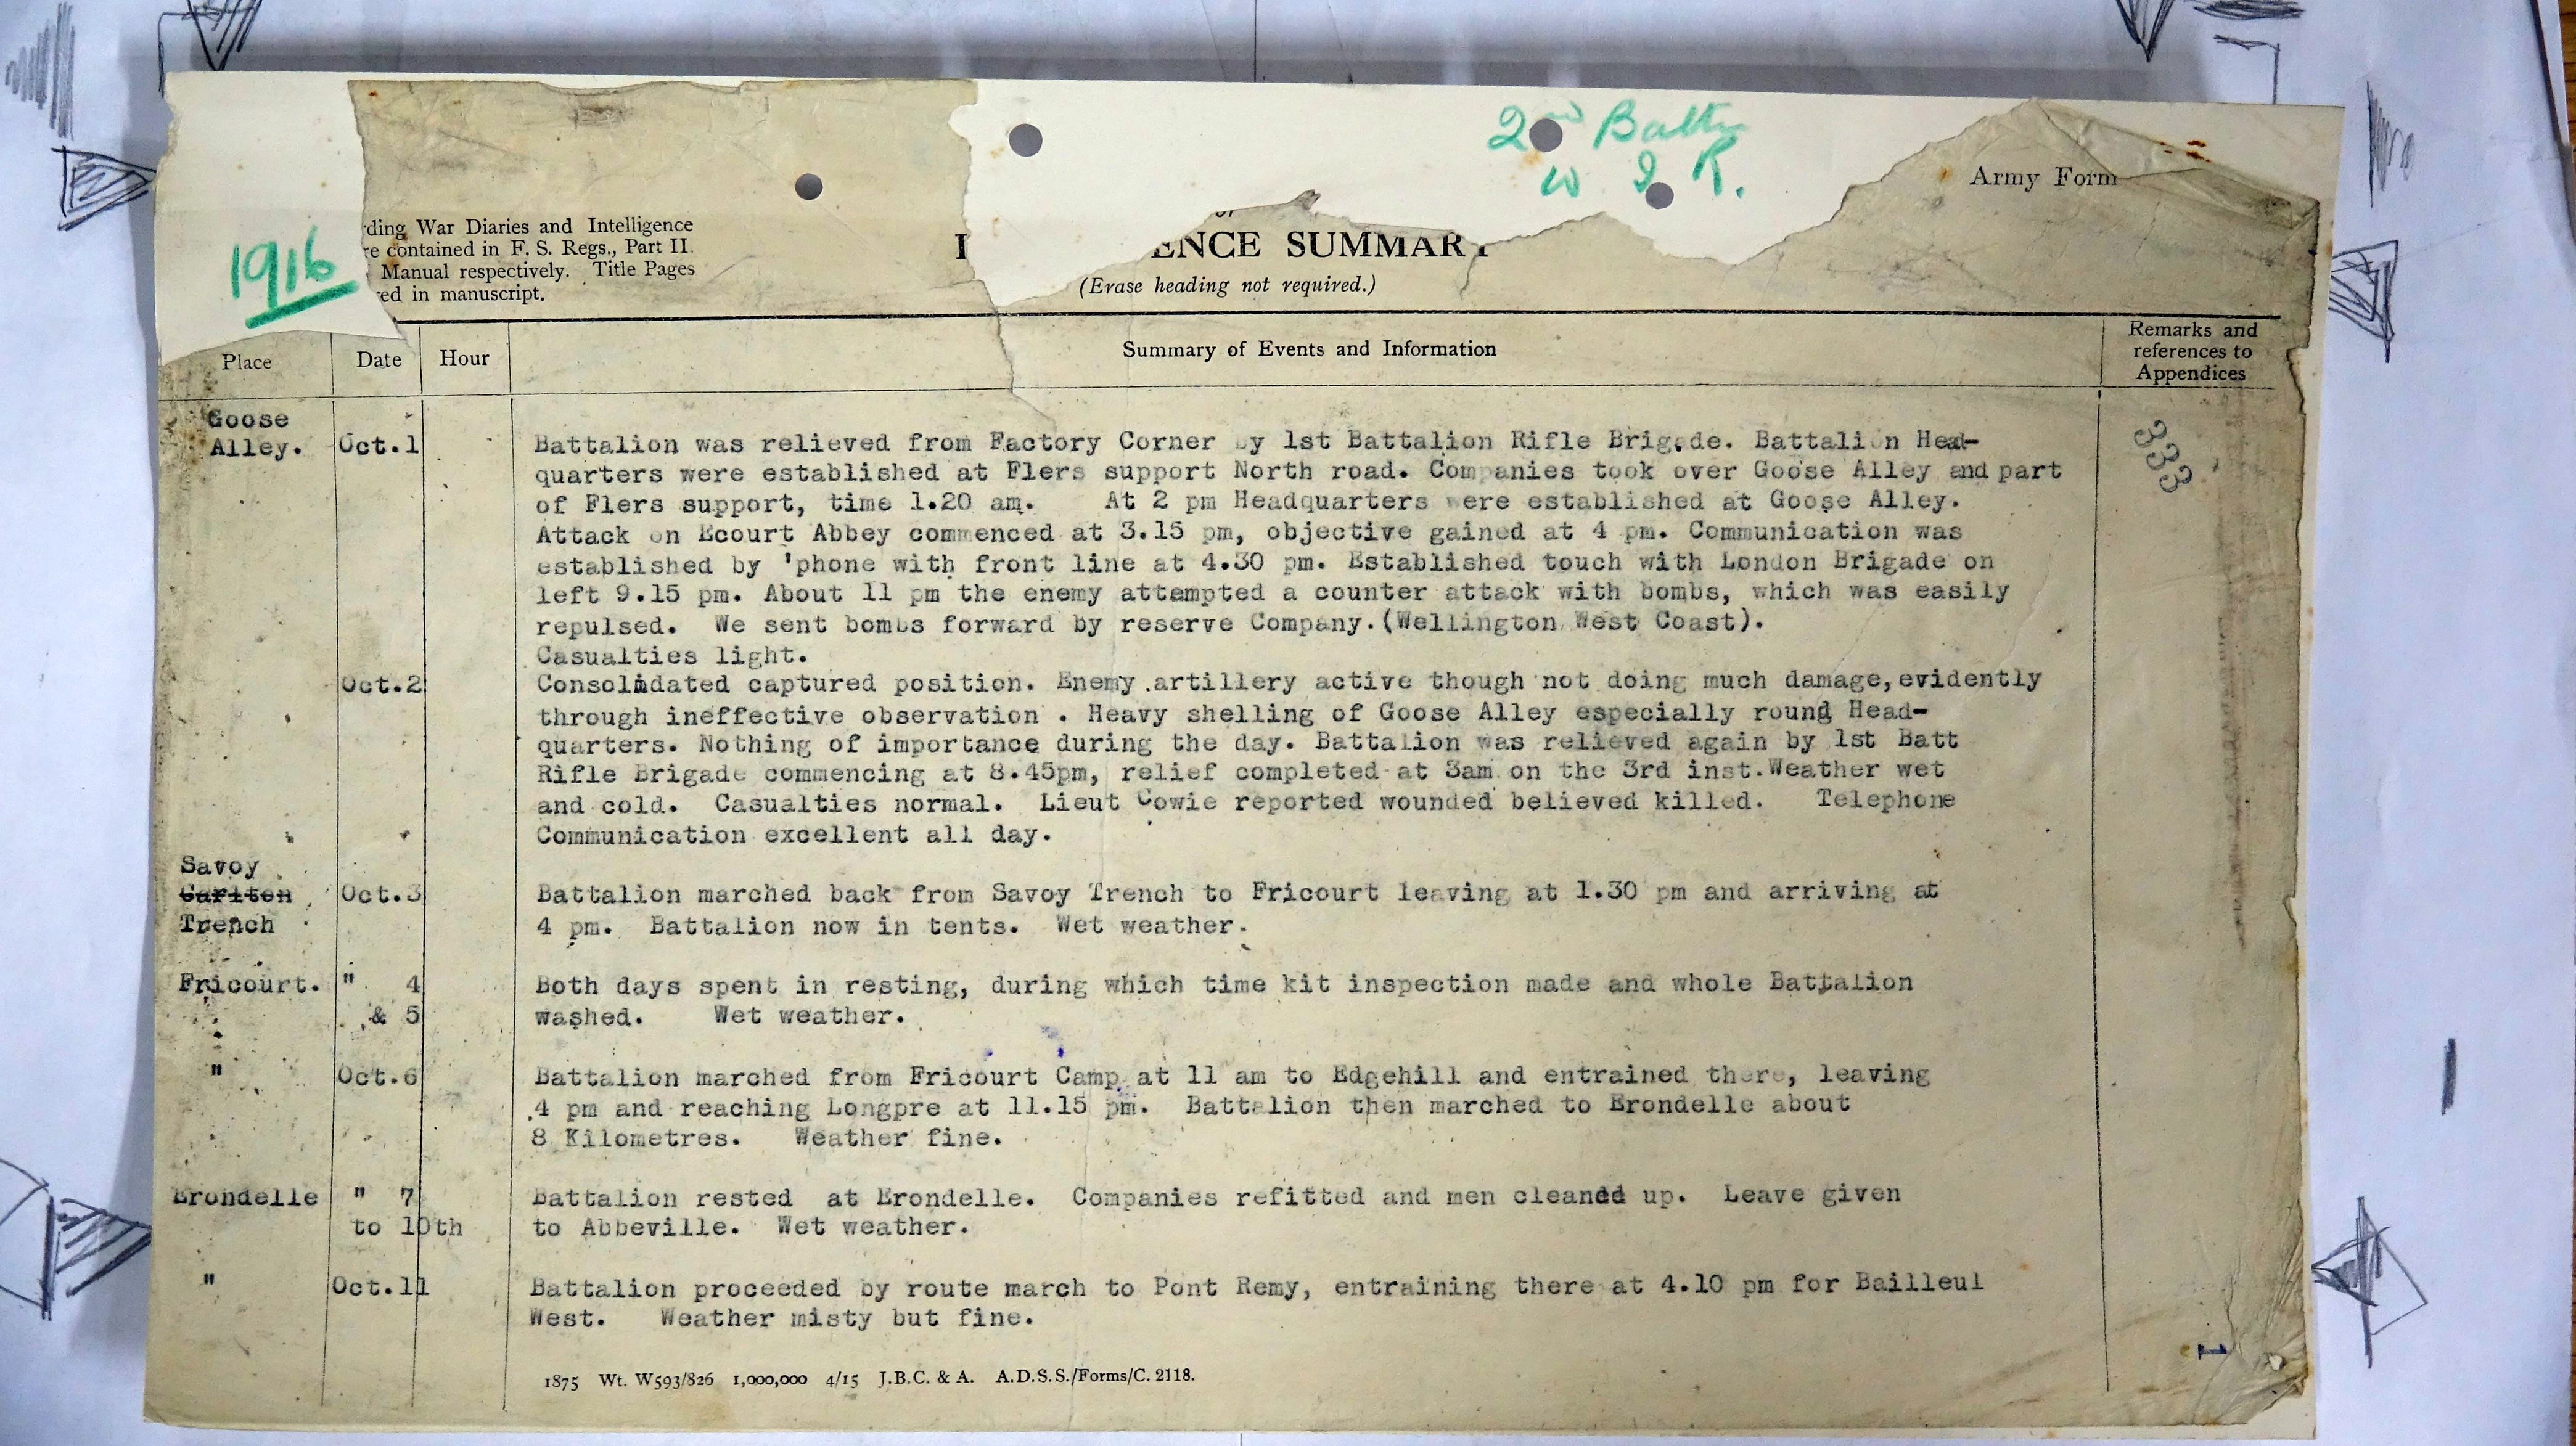 2nd Battn
W I R.
Army Form
1916
rding War Diaries and Intelligence
re contained in F. S. Regs., Part II.
Manual respectively. Title Pages
red in manuscript.
I ENCE SUMMARY
(Erase heading not required.)
Place Date Hour Summary of Events and Information Remarks and
references to
Appendices
333
Goose
Alley. Oct.1 Battalion was relieved from Factory Corner by 1st Battalion Rifle Brigade. Battalion Head-
quarters were established at Flers support North road. Companies took over Goose Alley and part
of Flers support, time 1.20 am. At 2 pm Headquarters were established at Goose Alley.
Attack on Ecourt Abbey commenced at 3.15 pm, objective gained at 4 pm. Communication was
established by 'phone with front line at 4.30 pm. Established touch with London Brigade on
left 9.15 pm. About 11 pm the enemy attempted a counter attack with bombs, which was easily
repulsed. We sent bombs forward by reserve Company.(Wellington West Coast).
Casualties light.
Oct.2 Consolidated captured position. Enemy artillery active though not doing much damage, evidently
through ineffective observation . Heavy shelling of Goose Alley especially round Head-
quarters. Nothing of importance during the day. Battalion was relieved again by 1st Batt
Rifle Brigade commencing at 8.45pm, relief completed at 3am on the 3rd inst.Weather wet
and cold. Casualties normal. Lieut Cowie reported wounded believed killed. Telephone
Communication excellent all day.
Savoy
Carlton Oct.3 Battalion marched back from Savoy Trench to Fricourt leaving at 1.30 pm and arriving at
Trench 4 pm. Battalion now in tents. Wet weather.
Fricourt. " 4 Both days spent in resting, during which time kit inspection made and whole Battalion
& 5 washed. Wet weather.
" Oct.6 Battalion marched from Fricourt Camp at 11 am to Edgehill and entrained there, leaving
4 pm and reaching Longpre at 11.15 pm. Battalion then marched to Erondelle about
8 Kilometres. Weather fine.
Erondelle " 7 Battalion rested at Erondelle. Companies refitted and men cleaned up. Leave given
to 10th to Abbeville. Wet weather.
" Oct.11 Battalion proceeded by route march to Pont Remy, entraining there at 4.10 pm for Bailleul
West. Weather misty but fine.
1
1875 Wt. W593/826 1,000,000 4/15 J.B.C. & A. A.D.S.S./Forms/C. 2118.